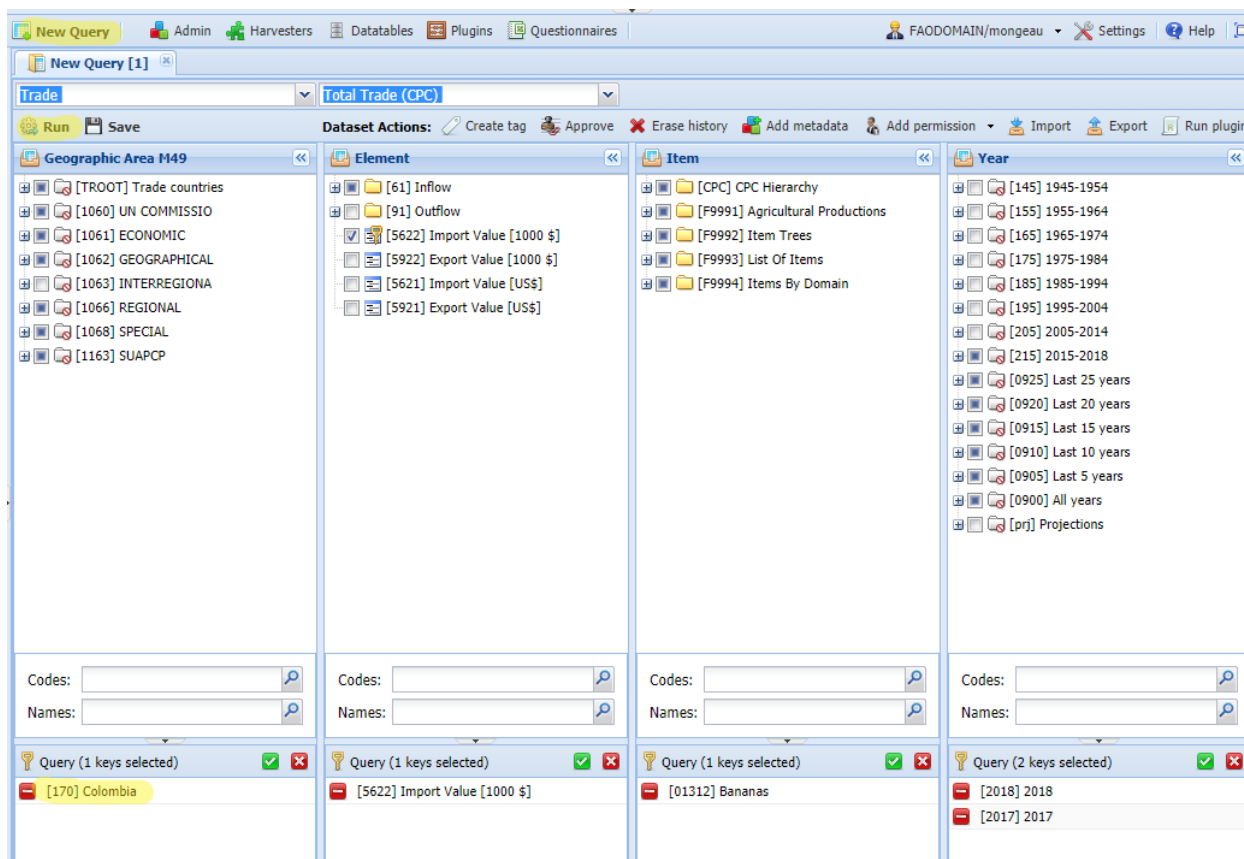 New Query Admin Harvesters Datatables Plugins Questionnaires FAODOMAIN/mongeau Settings Help
New Query [1]
Trade Total Trade (CPC)
Run Save Dataset Actions: Create tag Approve Erase history Add metadata Add permission Import Export Run plugin
Geographic Area M49
[TROOT] Trade countries
[1060] UN COMMISSIO
[1061] ECONOMIC
[1062] GEOGRAPHICAL
[1063] INTERREGIONA
[1066] REGIONAL
[1068] SPECIAL
[1163] SUAPCP
Codes:
Names:
Query (1 keys selected)
[170] Colombia
Element
[61] Inflow
[91] Outflow
[5622] Import Value [1000 $]
[5922] Export Value [1000 $]
[5621] Import Value [US$]
[5921] Export Value [US$]
Codes:
Names:
Query (1 keys selected)
[5622] Import Value [1000 $]
Item
[CPC] CPC Hierarchy
[F9991] Agricultural Productions
[F9992] Item Trees
[F9993] List Of Items
[F9994] Items By Domain
Codes:
Names:
Query (1 keys selected)
[01312] Bananas
Year
[145] 1945-1954
[155] 1955-1964
[165] 1965-1974
[175] 1975-1984
[185] 1985-1994
[195] 1995-2004
[205] 2005-2014
[215] 2015-2018
[0925] Last 25 years
[0920] Last 20 years
[0915] Last 15 years
[0910] Last 10 years
[0905] Last 5 years
[0900] All years
[prj] Projections
Codes:
Names:
Query (2 keys selected)
[2018] 2018
[2017] 2017